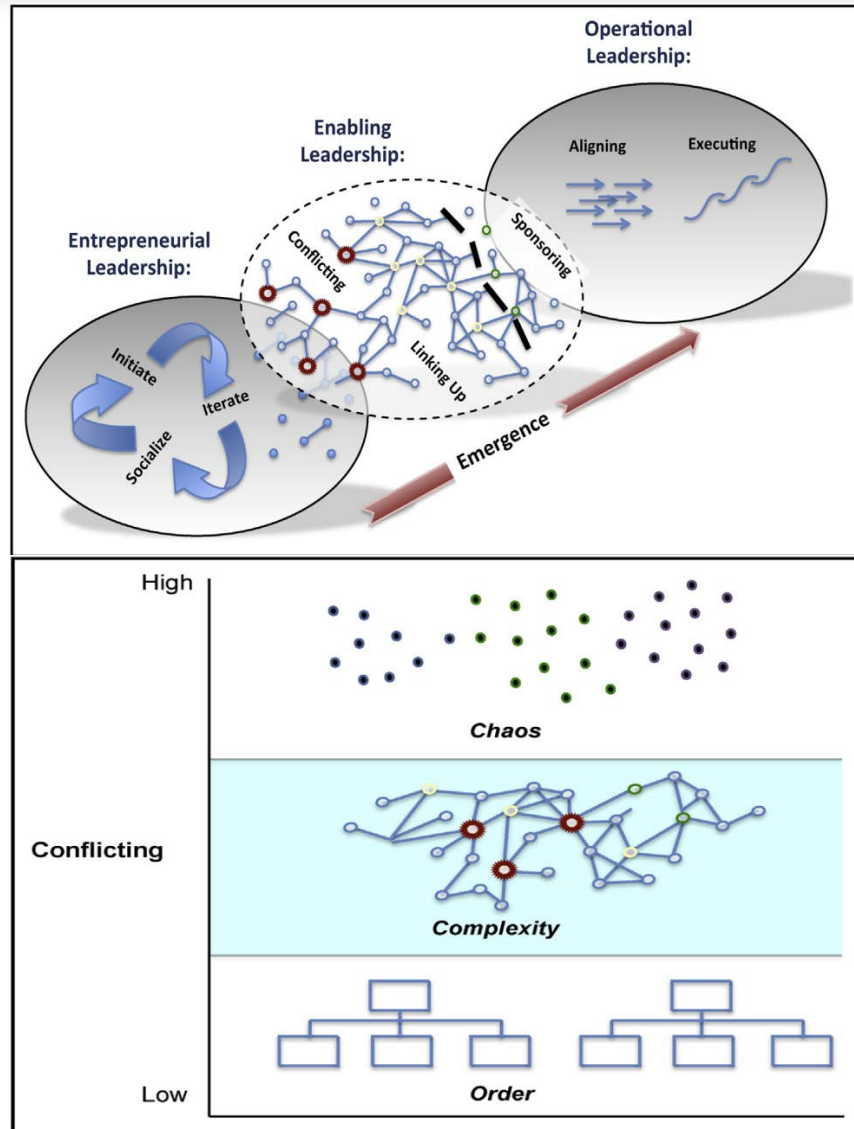 Operational
Leadership:
Enabling
Leadership:
Aligning
Executing
Sponsoring
Entrepreneurial
Leadership:
Conflicting
Initiate
Iterate
Linking Up
Socialize
Emergence
High
Chaos
Conflicting
Complexity
Low
Order